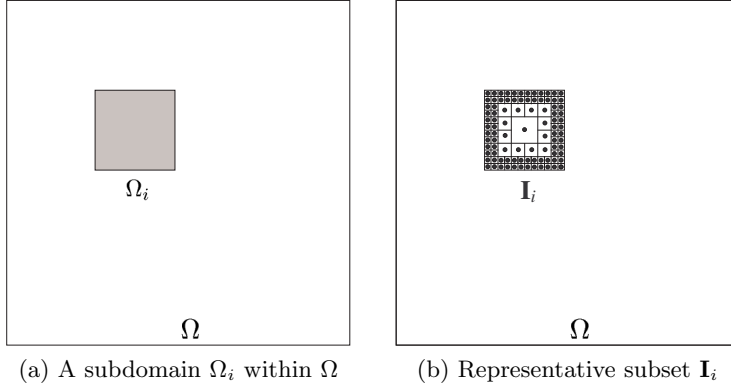 Ωᵢ
Ω
(a) A subdomain Ωᵢ within Ω
𝐈ᵢ
Ω
(b) Representative subset 𝐈ᵢ